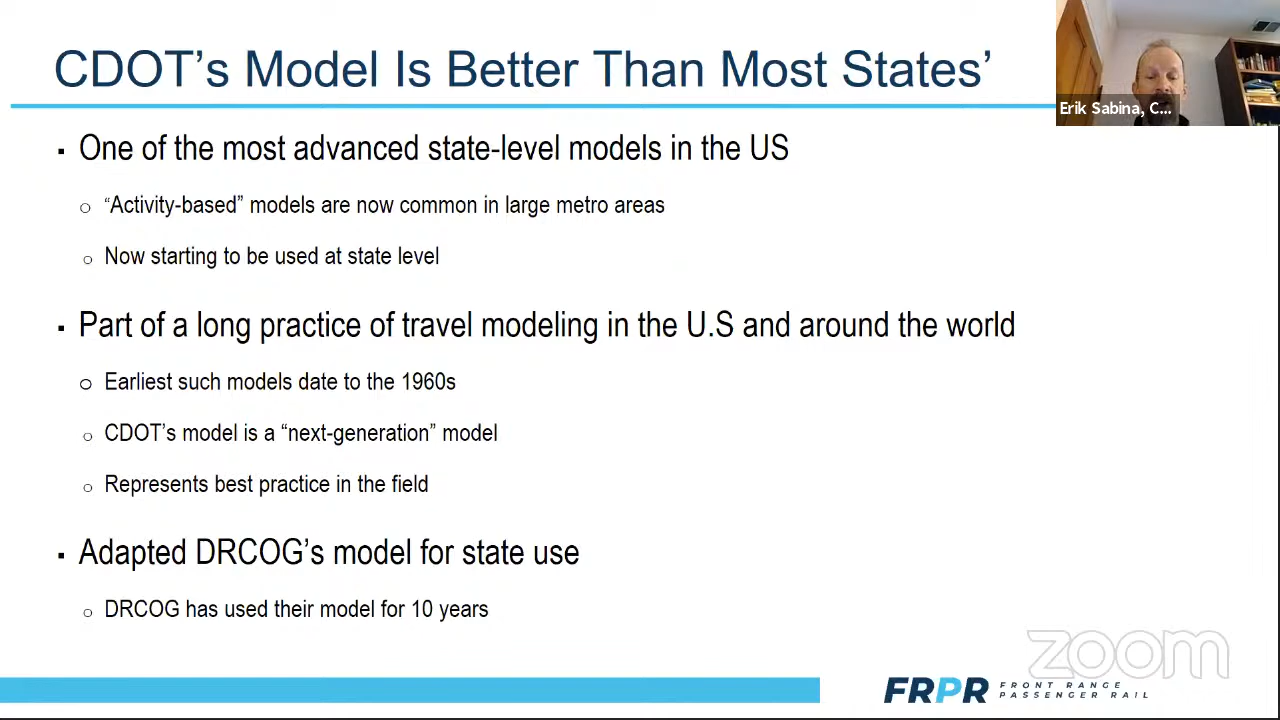 CDOT’s Model Is Better Than Most States’
Erik Sabina, C...
▪ One of the most advanced state-level models in the US
o “Activity-based” models are now common in large metro areas
o Now starting to be used at state level
▪ Part of a long practice of travel modeling in the U.S and around the world
o Earliest such models date to the 1960s
o CDOT’s model is a “next-generation” model
o Represents best practice in the field
▪ Adapted DRCOG’s model for state use
o DRCOG has used their model for 10 years
zoom
FRPR FRONT RANGE
PASSENGER RAIL